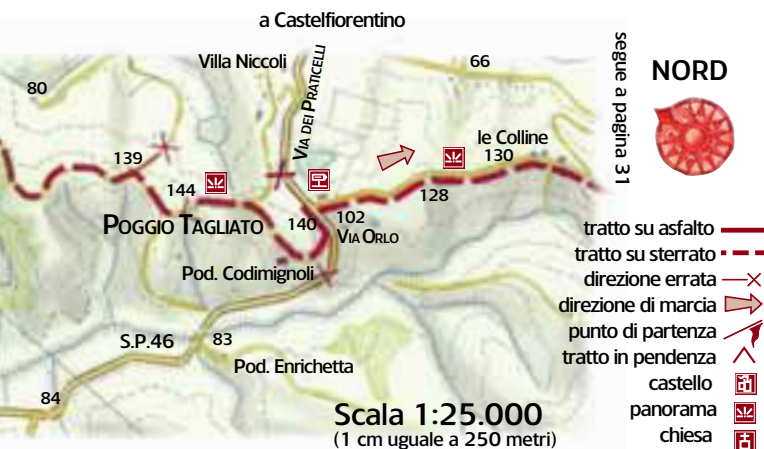 a Castelfiorentino
Villa Niccoli
VIA DEI PRATICELLI
66
80
segue a pagina 31
NORD
le Colline
139
130
144
128
POGGIO TAGLIATO
140
102
VIA ORLO
Pod. Codimignoli
S.P.46
83
Pod. Enrichetta
84
Scala 1:25.000
(1 cm uguale a 250 metri)
tratto su asfalto
tratto su sterrato
direzione errata
direzione di marcia
punto di partenza
tratto in pendenza
castello
panorama
chiesa